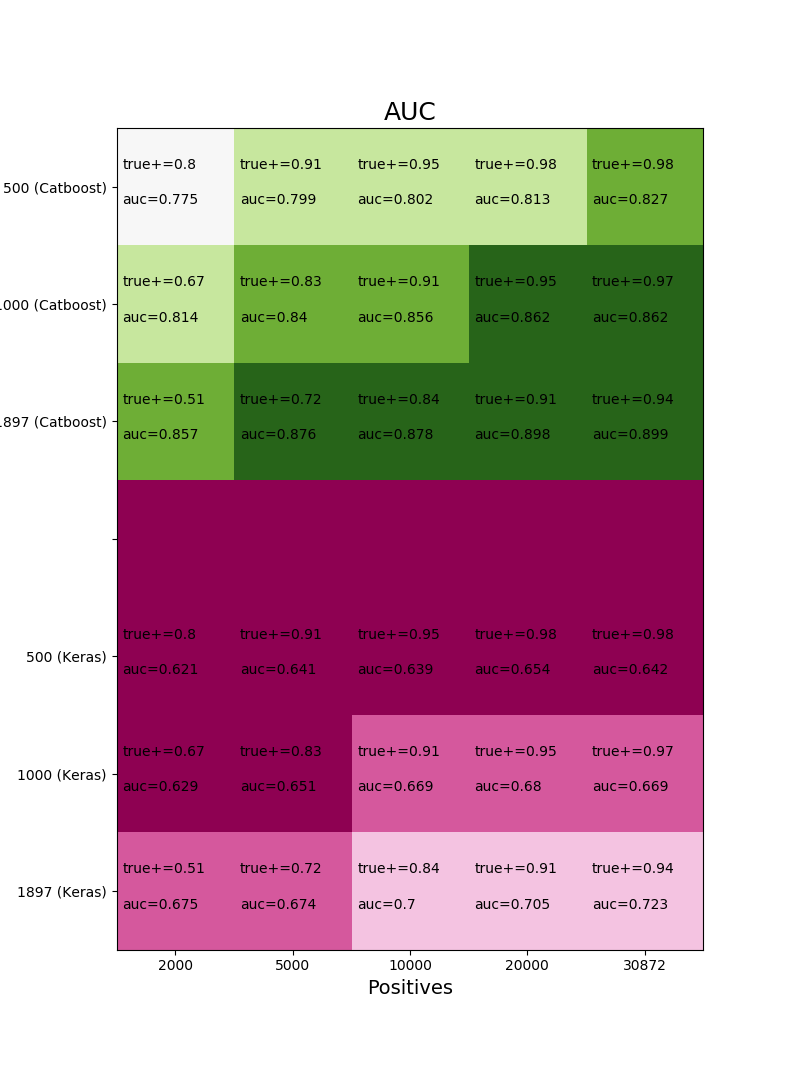 AUC
true+=0.8 true+=0.91 true+=0.95 true+=0.98 true+=0.98
500 (Catboost)
auc=0.775 auc=0.799 auc=0.802 auc=0.813 auc=0.827
true+=0.67 true+=0.83 true+=0.91 true+=0.95 true+=0.97
000 (Catboost)
auc=0.814 auc=0.84 auc=0.856 auc=0.862 auc=0.862
true+=0.51 true+=0.72 true+=0.84 true+=0.91 true+=0.94
897 (Catboost)
auc=0.857 auc=0.876 auc=0.878 auc=0.898 auc=0.899
true+=0.8 true+=0.91 true+=0.95 true+=0.98 true+=0.98
500 (Keras)
auc=0.621 auc=0.641 auc=0.639 auc=0.654 auc=0.642
true+=0.67 true+=0.83 true+=0.91 true+=0.95 true+=0.97
1000 (Keras)
auc=0.629 auc=0.651 auc=0.669 auc=0.68 auc=0.669
true+=0.51 true+=0.72 true+=0.84 true+=0.91 true+=0.94
1897 (Keras)
auc=0.675 auc=0.674 auc=0.7 auc=0.705 auc=0.723
2000 5000 10000 20000 30872
Positives